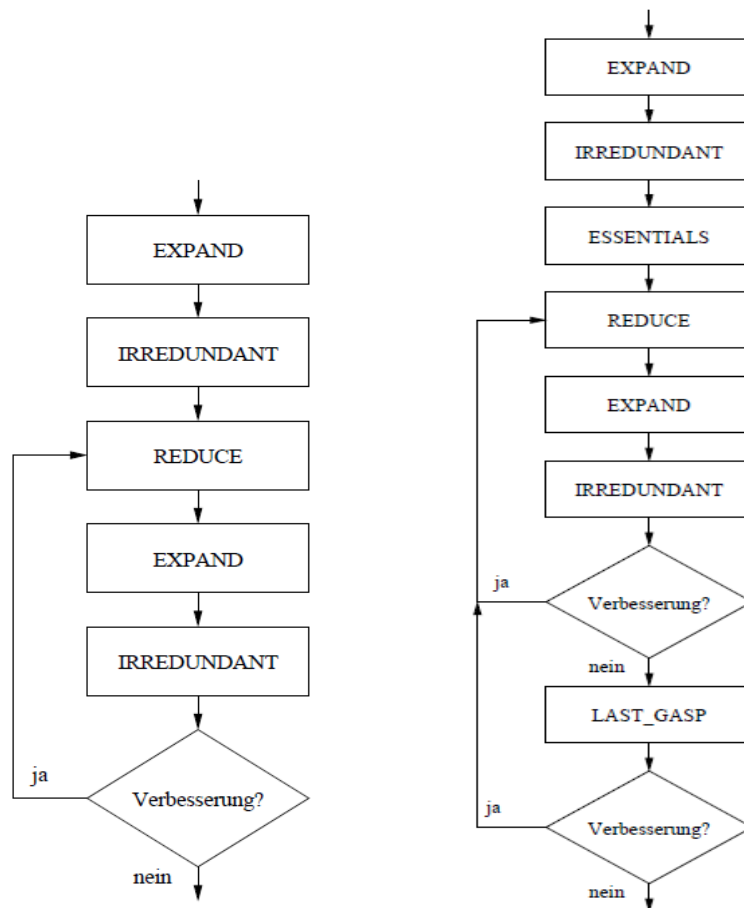 EXPAND
IRREDUNDANT
REDUCE
EXPAND
IRREDUNDANT
Verbesserung?
ja
nein
EXPAND
IRREDUNDANT
ESSENTIALS
REDUCE
EXPAND
IRREDUNDANT
Verbesserung?
ja
nein
LAST_GASP
Verbesserung?
ja
nein